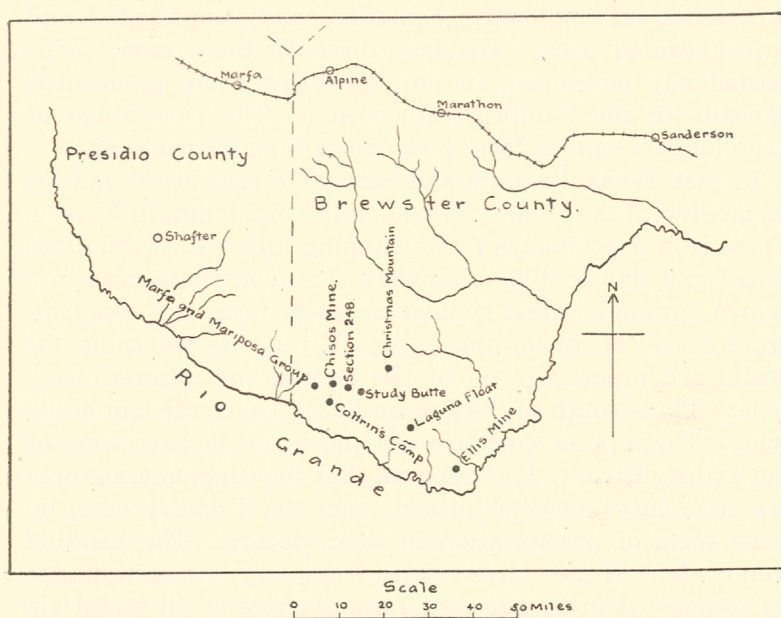 Marfa
Alpine
Marathon
Sanderson
Presidio County
Brewster County.
Shafter
Marfa and Mariposa Group
Chisos Mine.
Section 248.
Christmas Mountain
Study Butte
Cottrin's Camp
Laguna Float
Ellis Mine
Rio Grande
N
Scale
0 10 20 30 40 50 Miles